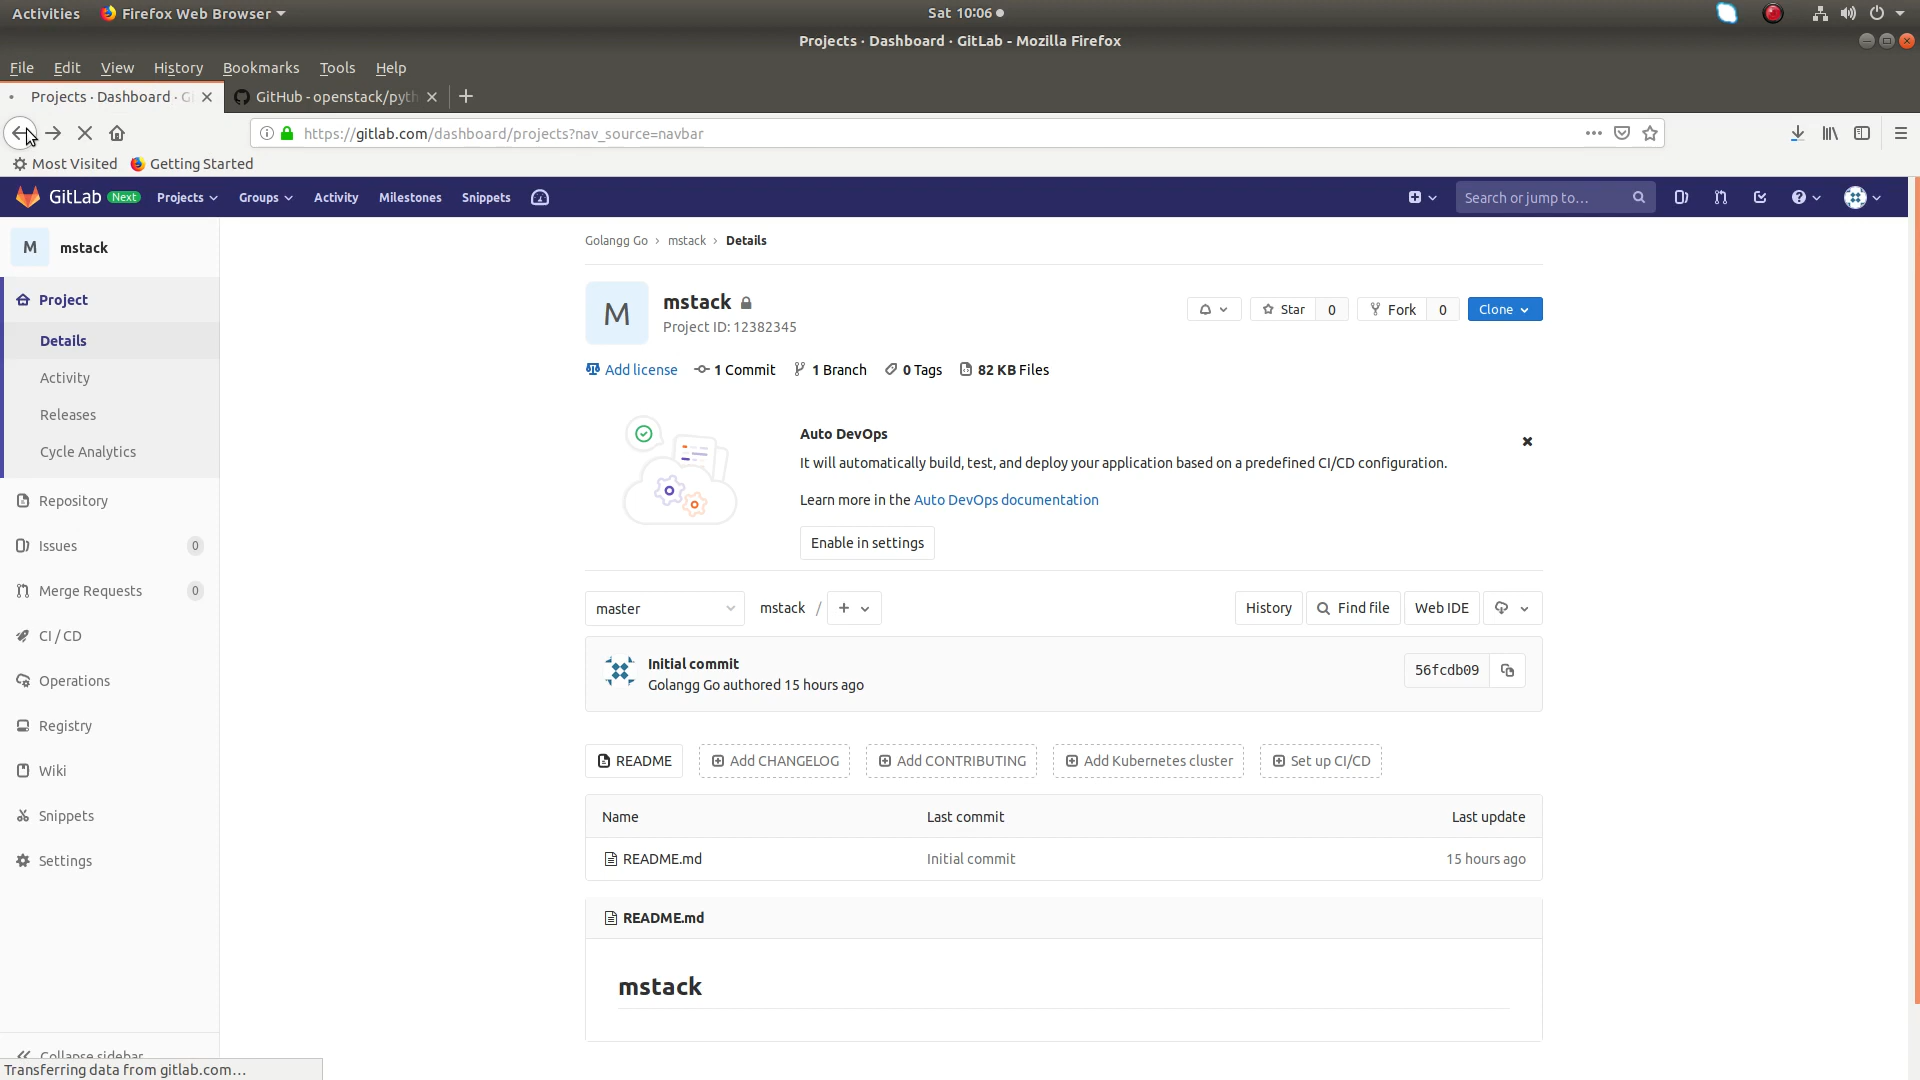 Activities Firefox Web Browser Sat 10:06
Projects · Dashboard · GitLab - Mozilla Firefox
File Edit View History Bookmarks Tools Help
Projects · Dashboard · G GitHub - openstack/pyth
https://gitlab.com/dashboard/projects?nav_source=navbar
Most Visited Getting Started
GitLab Next Projects Groups Activity Milestones Snippets Search or jump to…
M mstack
Project
Details
Activity
Releases
Cycle Analytics
Repository
Issues 0
Merge Requests 0
CI / CD
Operations
Registry
Wiki
Snippets
Settings
Collapse sidebar
Transferring data from gitlab.com…
Golangg Go › mstack › Details
M
mstack
Project ID: 12382345
Star 0 Fork 0 Clone
Add license 1 Commit 1 Branch 0 Tags 82 KB Files
Auto DevOps
It will automatically build, test, and deploy your application based on a predefined CI/CD configuration.
Learn more in the Auto DevOps documentation
Enable in settings
master mstack / + History Find file Web IDE
Initial commit
Golangg Go authored 15 hours ago
56fcdb09
README Add CHANGELOG Add CONTRIBUTING Add Kubernetes cluster Set up CI/CD
Name Last commit Last update
README.md Initial commit 15 hours ago
README.md
mstack